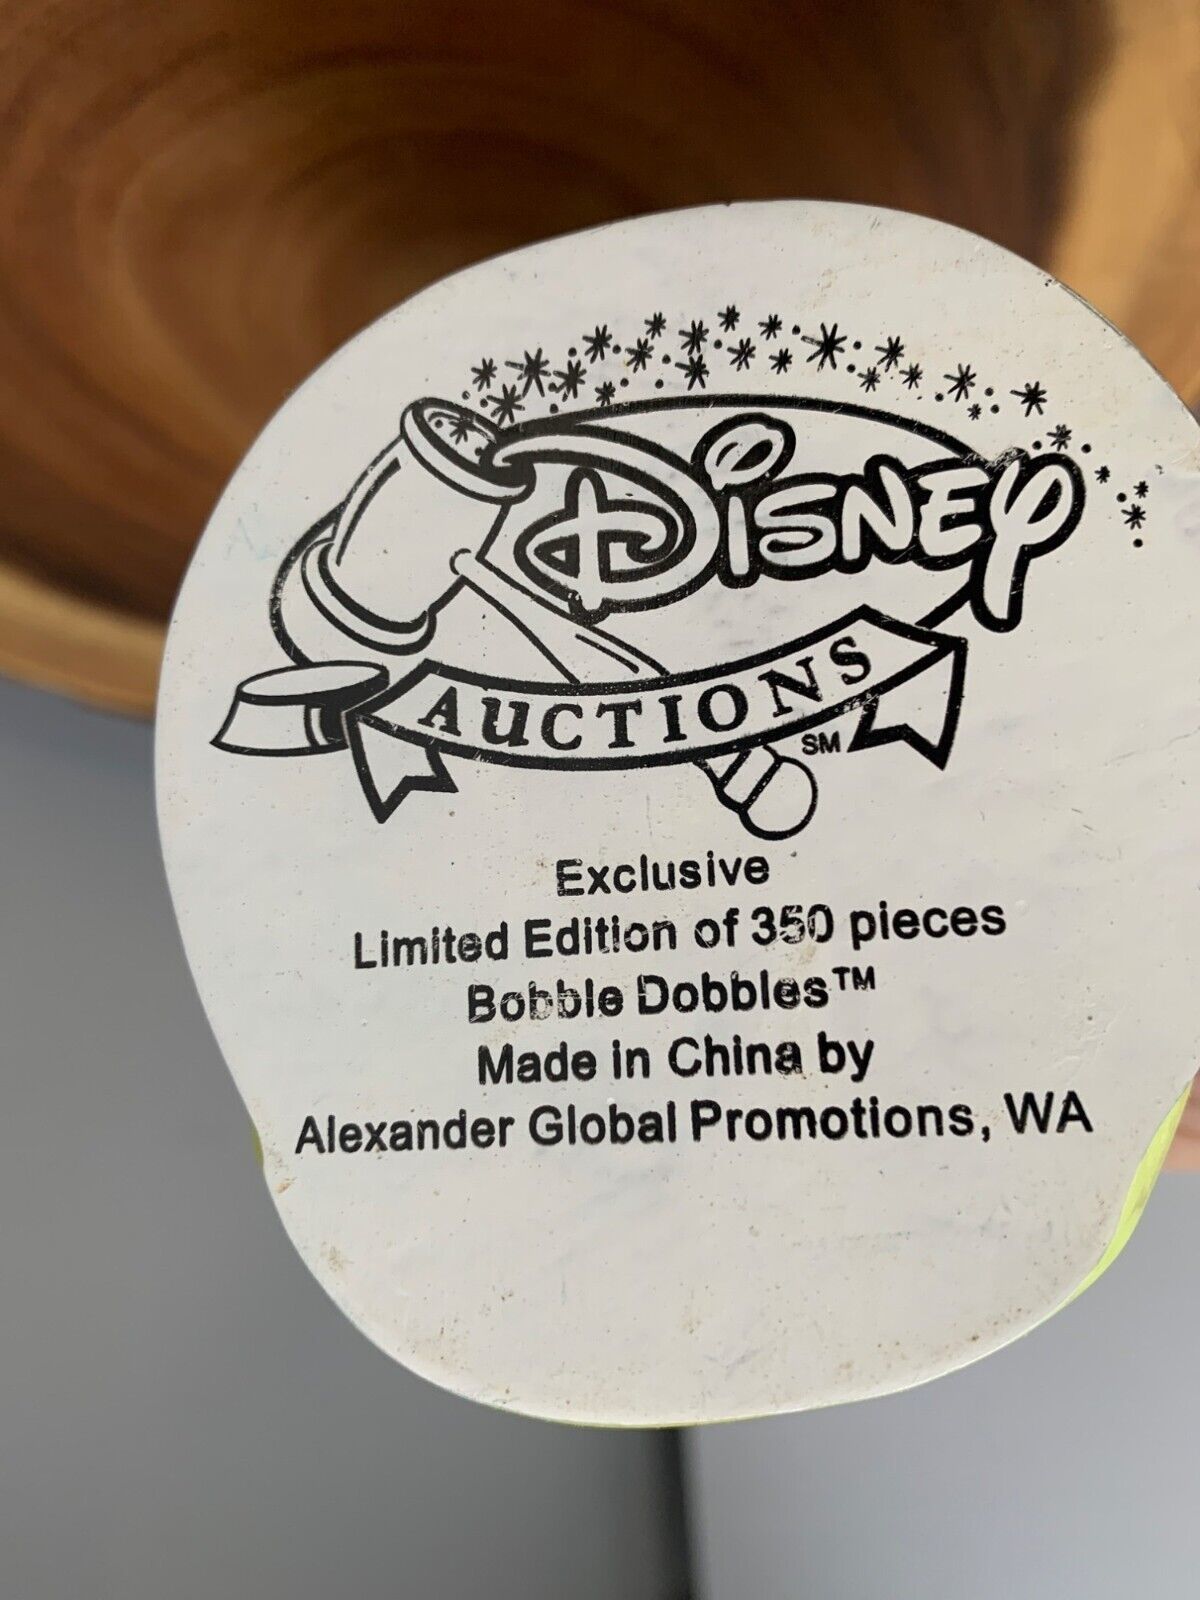 Disney
AUCTIONS SM
Exclusive
Limited Edition of 350 pieces
Bobble Dobbles™
Made in China by
Alexander Global Promotions, WA